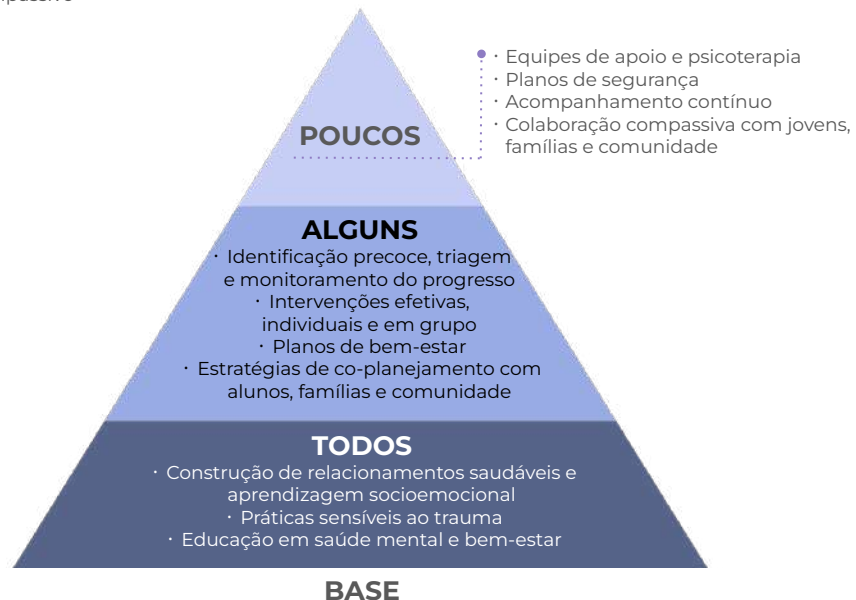 · Equipes de apoio e psicoterapia
· Planos de segurança
· Acompanhamento contínuo
· Colaboração compassiva com jovens,
famílias e comunidade
POUCOS
ALGUNS
· Identificação precoce, triagem
e monitoramento do progresso
· Intervenções efetivas,
individuais e em grupo
· Planos de bem-estar
· Estratégias de co-planejamento com
alunos, famílias e comunidade
TODOS
· Construção de relacionamentos saudáveis e
aprendizagem socioemocional
· Práticas sensíveis ao trauma
· Educação em saúde mental e bem-estar
BASE